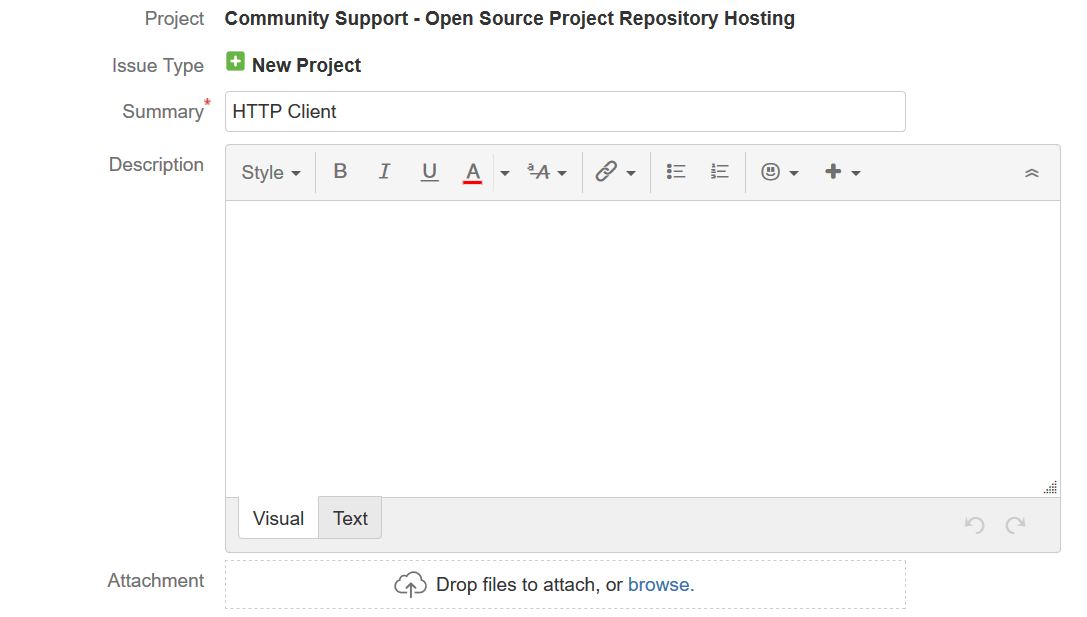 Project Community Support - Open Source Project Repository Hosting
Issue Type New Project
Summary* HTTP Client
Description Style B I U A ªA
Visual Text
Attachment Drop files to attach, or browse.